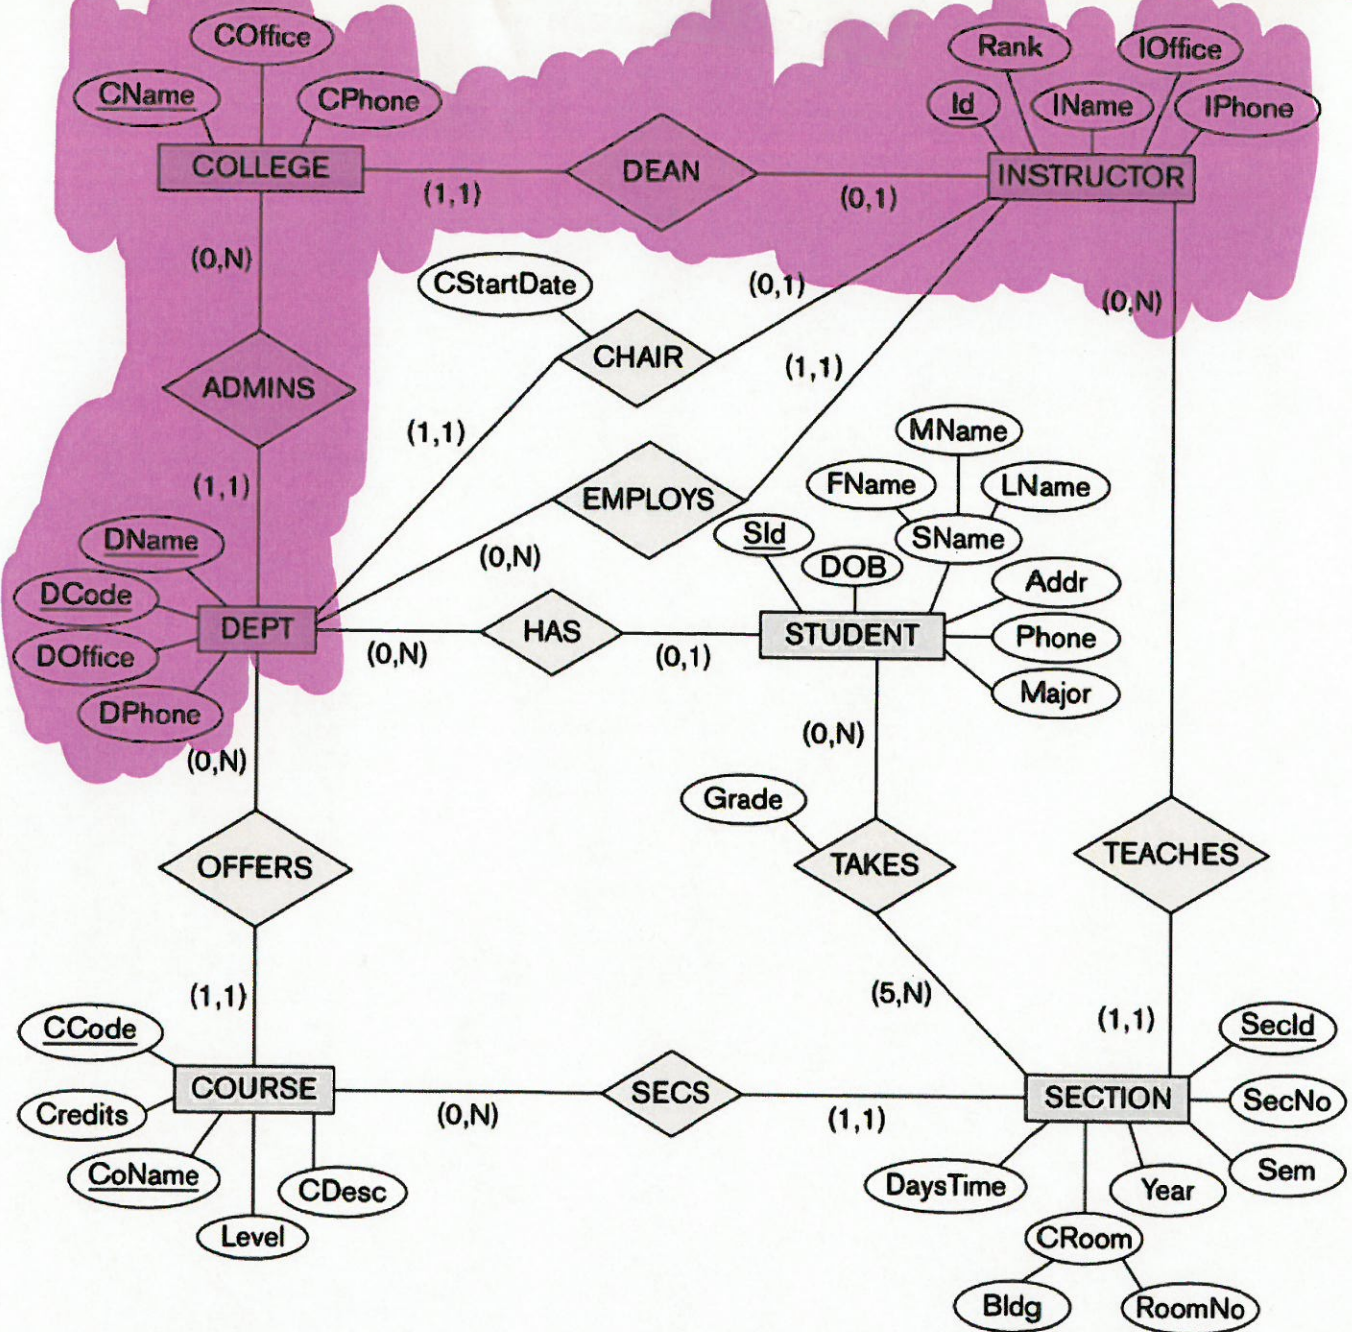 COffice
Rank
IOffice
CName
CPhone
Id
IName
IPhone
COLLEGE
DEAN
INSTRUCTOR
(1,1)
(0,1)
(0,N)
CStartDate
(0,1)
(0,N)
CHAIR
(1,1)
ADMINS
(1,1)
MName
(1,1)
FName
LName
EMPLOYS
DName
(0,N)
SId
SName
DOB
Addr
DCode
DEPT
HAS
STUDENT
Phone
DOffice
(0,N)
(0,1)
Major
DPhone
(0,N)
(0,N)
Grade
OFFERS
TAKES
TEACHES
(1,1)
(5,N)
(1,1)
CCode
SecId
COURSE
SECS
SECTION
SecNo
Credits
(0,N)
(1,1)
CoName
CDesc
DaysTime
Year
Sem
Level
CRoom
Bldg
RoomNo